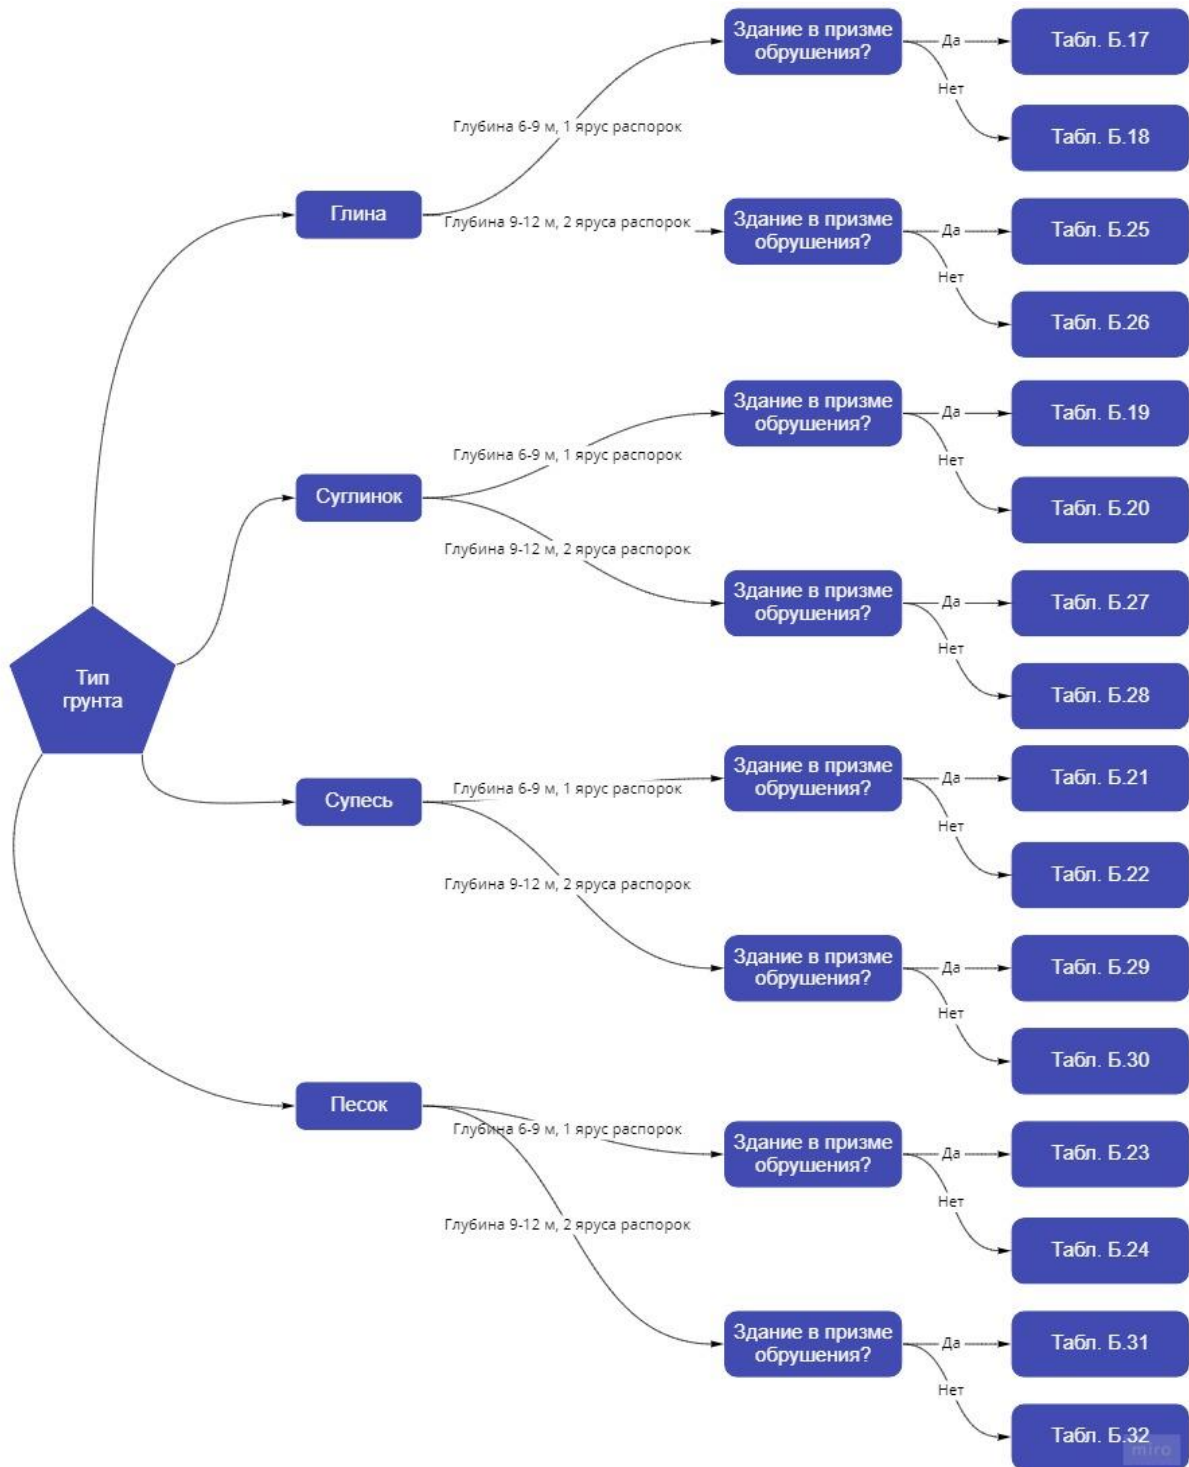 Тип
грунта
Глина
Глубина 6-9 м, 1 ярус распорок
Здание в призме
обрушения?
Да
Табл. Б.17
Нет
Табл. Б.18
Глубина 9-12 м, 2 яруса распорок
Здание в призме
обрушения?
Да
Табл. Б.25
Нет
Табл. Б.26
Суглинок
Глубина 6-9 м, 1 ярус распорок
Здание в призме
обрушения?
Да
Табл. Б.19
Нет
Табл. Б.20
Глубина 9-12 м, 2 яруса распорок
Здание в призме
обрушения?
Да
Табл. Б.27
Нет
Табл. Б.28
Супесь
Глубина 6-9 м, 1 ярус распорок
Здание в призме
обрушения?
Да
Табл. Б.21
Нет
Табл. Б.22
Глубина 9-12 м, 2 яруса распорок
Здание в призме
обрушения?
Да
Табл. Б.29
Нет
Табл. Б.30
Песок
Глубина 6-9 м, 1 ярус распорок
Здание в призме
обрушения?
Да
Табл. Б.23
Нет
Табл. Б.24
Глубина 9-12 м, 2 яруса распорок
Здание в призме
обрушения?
Да
Табл. Б.31
Нет
Табл. Б.32
miro